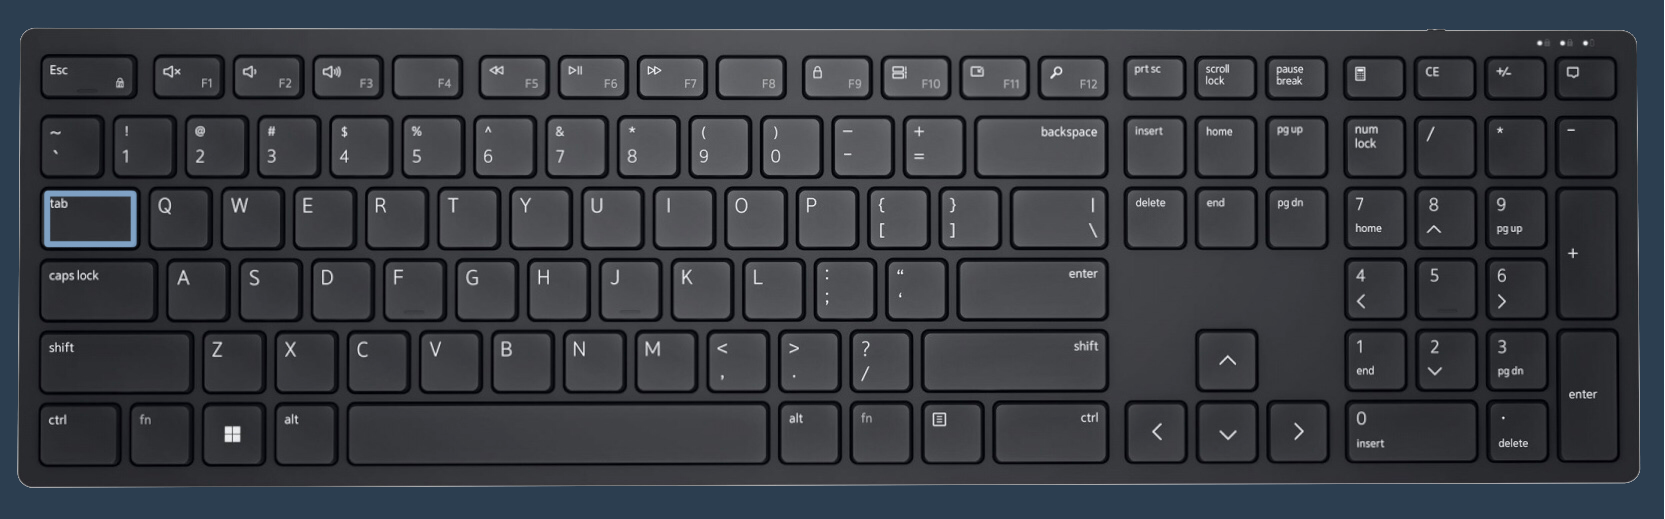 Esc F1 F2 F3 F4 F5 F6 F7 F8 F9 F10 F11 F12 prt sc scroll lock pause break CE +/-
~ ! @ # $ % ^ & * ( ) – + backspace insert home pg up num lock / * –
` 1 2 3 4 5 6 7 8 9 0 - =
tab Q W E R T Y U I O P { } | delete end pg dn 7 8 9 +
[ ] \ home pg up
caps lock A S D F G H J K L : “ enter 4 5 6
; ‘ < >
shift Z X C V B N M < > ? shift 1 2 3 enter
, . / end pg dn
ctrl fn alt alt fn ctrl 0 .
insert delete